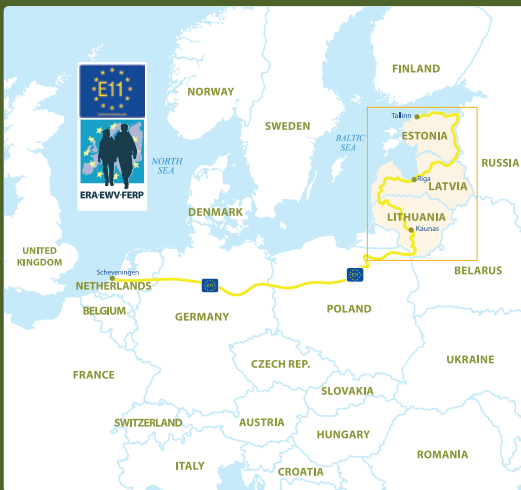 E11
ERA-EWV-FERP
NORWAY
FINLAND
SWEDEN
Tallinn
ESTONIA
BALTIC
SEA
NORTH
SEA
RUSSIA
Riga
LATVIA
DENMARK
LITHUANIA
Kaunas
UNITED
KINGDOM
Scheveningen
NETHERLANDS
E11
E11
BELARUS
BELGIUM
GERMANY
POLAND
FRANCE
CZECH REP.
UKRAINE
SLOVAKIA
SWITZERLAND
AUSTRIA
HUNGARY
ROMANIA
ITALY
CROATIA